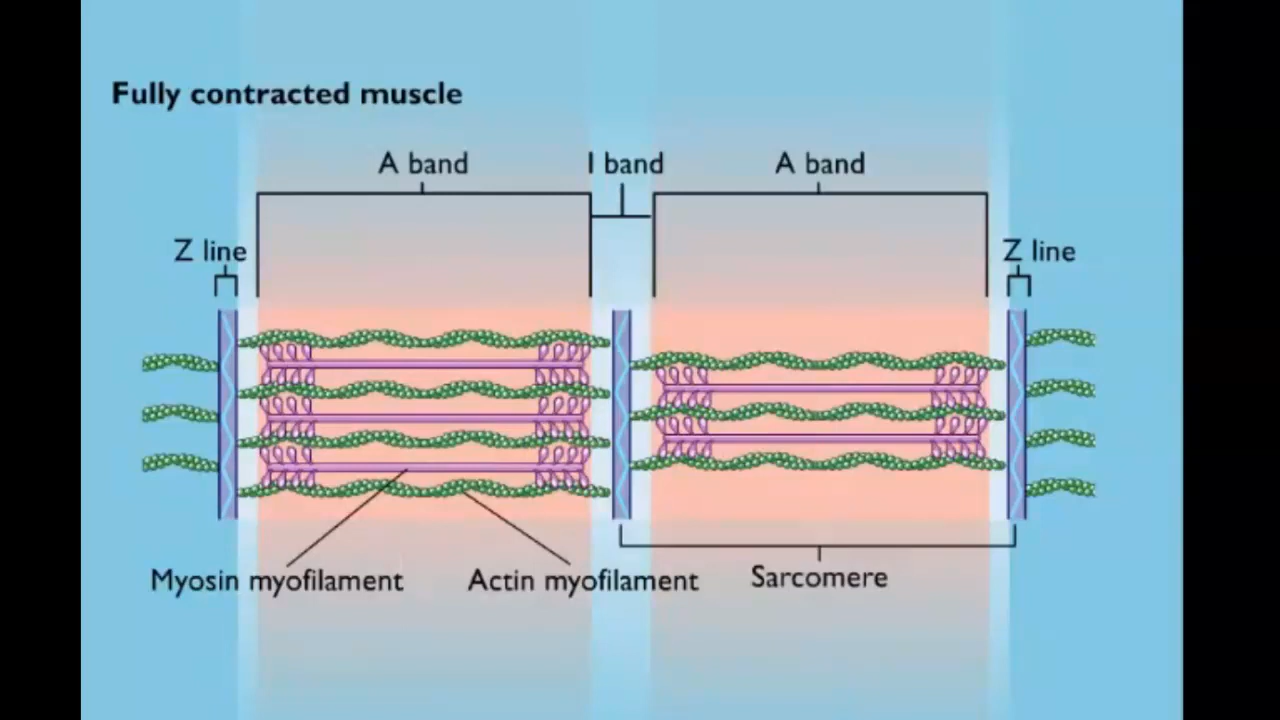 Fully contracted muscle
A band
I band
A band
Z line
Z line
Myosin myofilament
Actin myofilament
Sarcomere